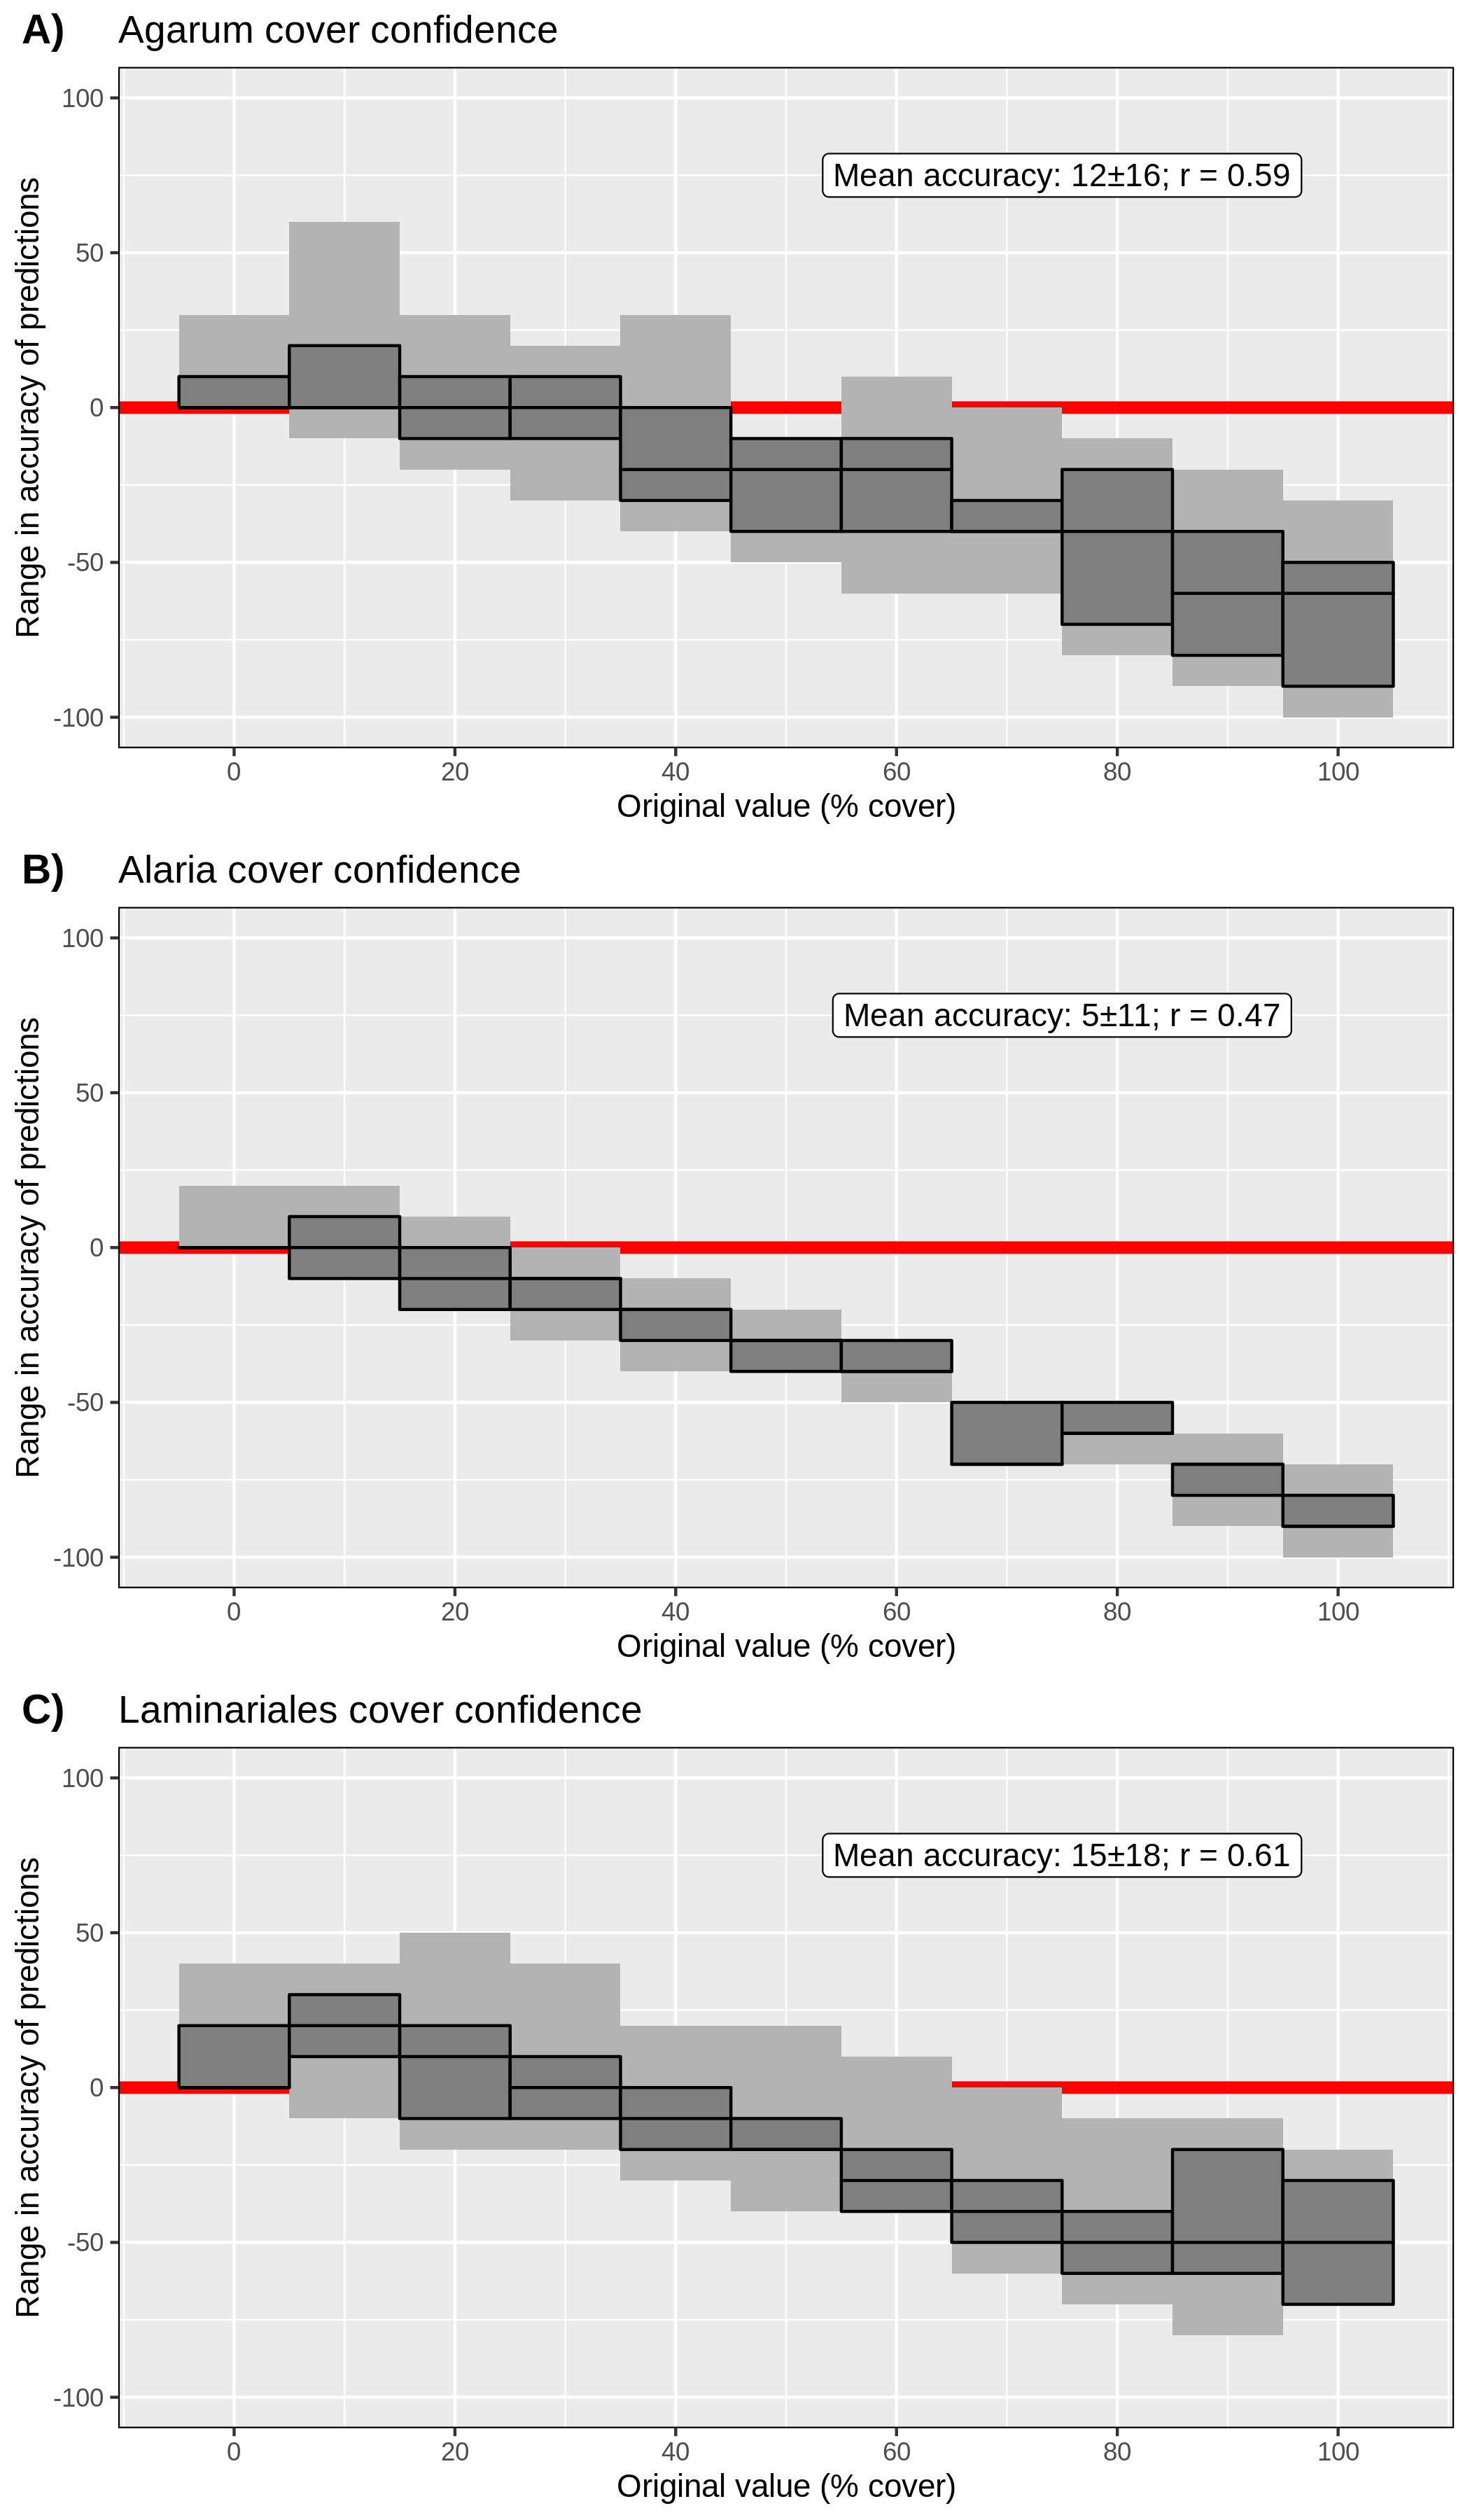 A) Agarum cover confidence
100
50
0
-50
-100
Range in accuracy of predictions
Mean accuracy: 12±16; r = 0.59
0 20 40 60 80 100
Original value (% cover)
B) Alaria cover confidence
100
50
0
-50
-100
Range in accuracy of predictions
Mean accuracy: 5±11; r = 0.47
0 20 40 60 80 100
Original value (% cover)
C) Laminariales cover confidence
100
50
0
-50
-100
Range in accuracy of predictions
Mean accuracy: 15±18; r = 0.61
0 20 40 60 80 100
Original value (% cover)